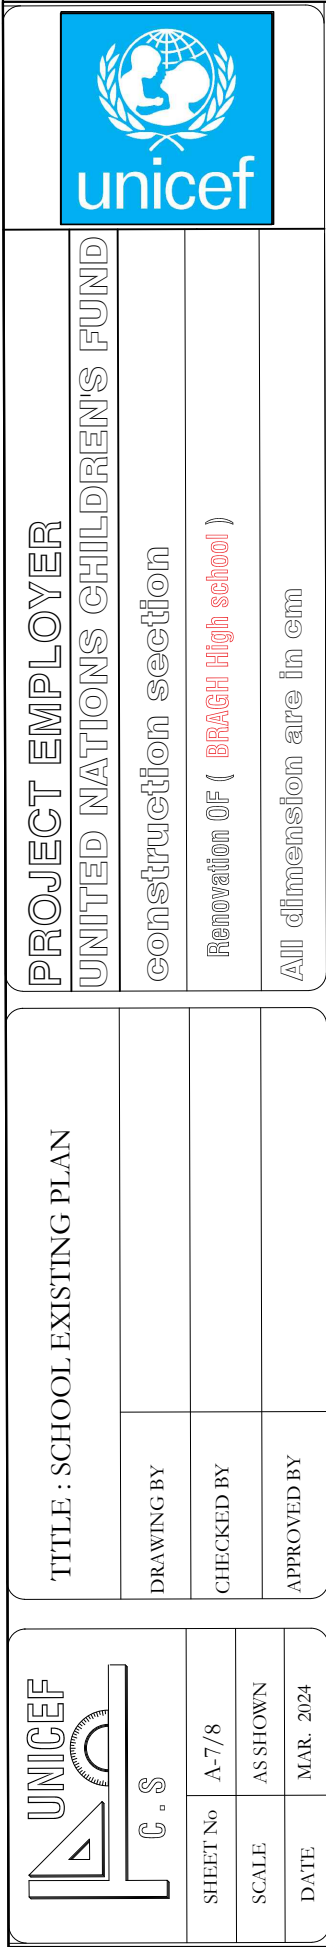 unicef
PROJECT EMPLOYER
UNITED NATIONS CHILDREN'S FUND
construction section
Renovation OF ( BRAGH High school )
All dimension are in cm
TITLE : SCHOOL EXISTING PLAN
DRAWING BY
CHECKED BY
APPROVED BY
UNICEF
C . S
SHEET No A-7/8
SCALE AS SHOWN
DATE MAR. 2024